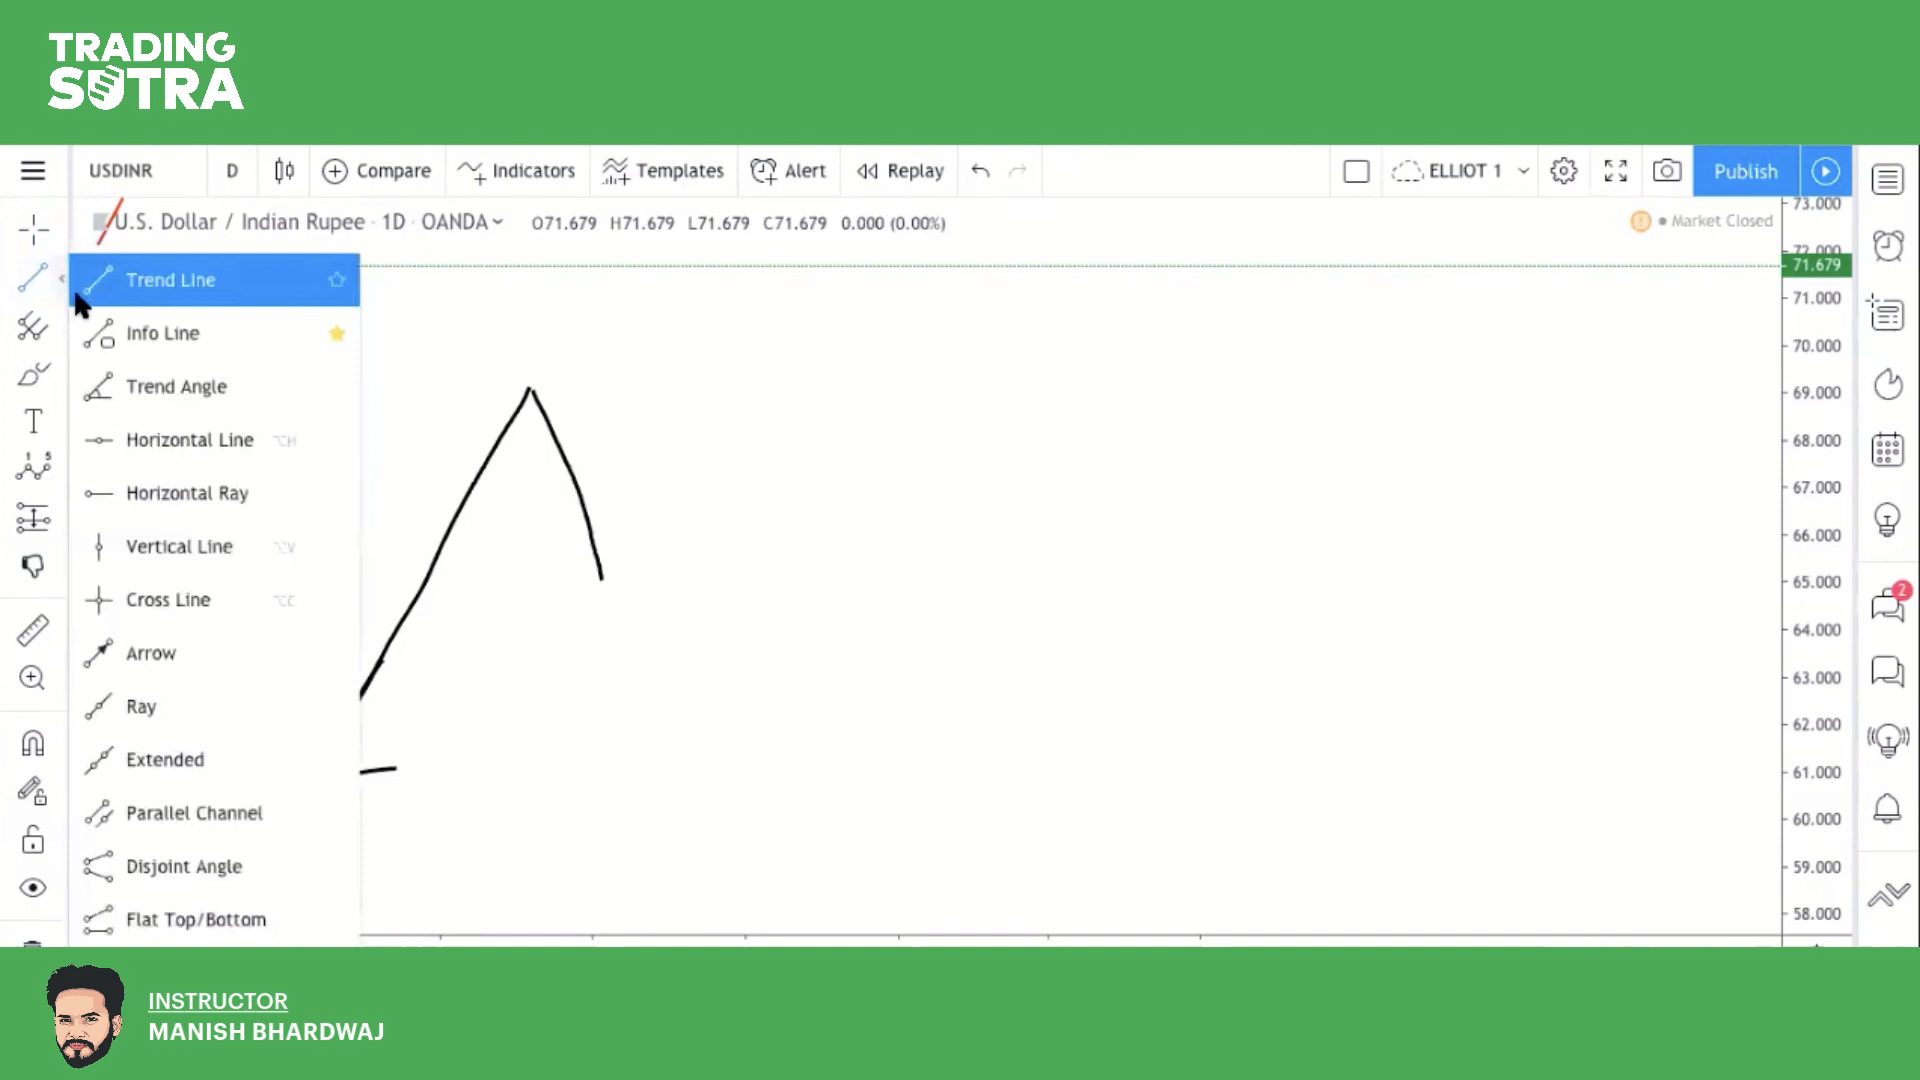 TRADING
SUTRA
USDINR D Compare Indicators Templates Alert Replay ELLIOT 1 Publish
U.S. Dollar / Indian Rupee · 1D · OANDA O71.679 H71.679 L71.679 C71.679 0.000 (0.00%) Market Closed
73.000
72.000
71.679
71.000
70.000
69.000
68.000
67.000
66.000
65.000
64.000
63.000
62.000
61.000
60.000
59.000
58.000
Trend Line
Info Line
Trend Angle
Horizontal Line ⌥H
Horizontal Ray
Vertical Line ⌥V
Cross Line ⌥C
Arrow
Ray
Extended
Parallel Channel
Disjoint Angle
Flat Top/Bottom
T
1 5
2
INSTRUCTOR
MANISH BHARDWAJ